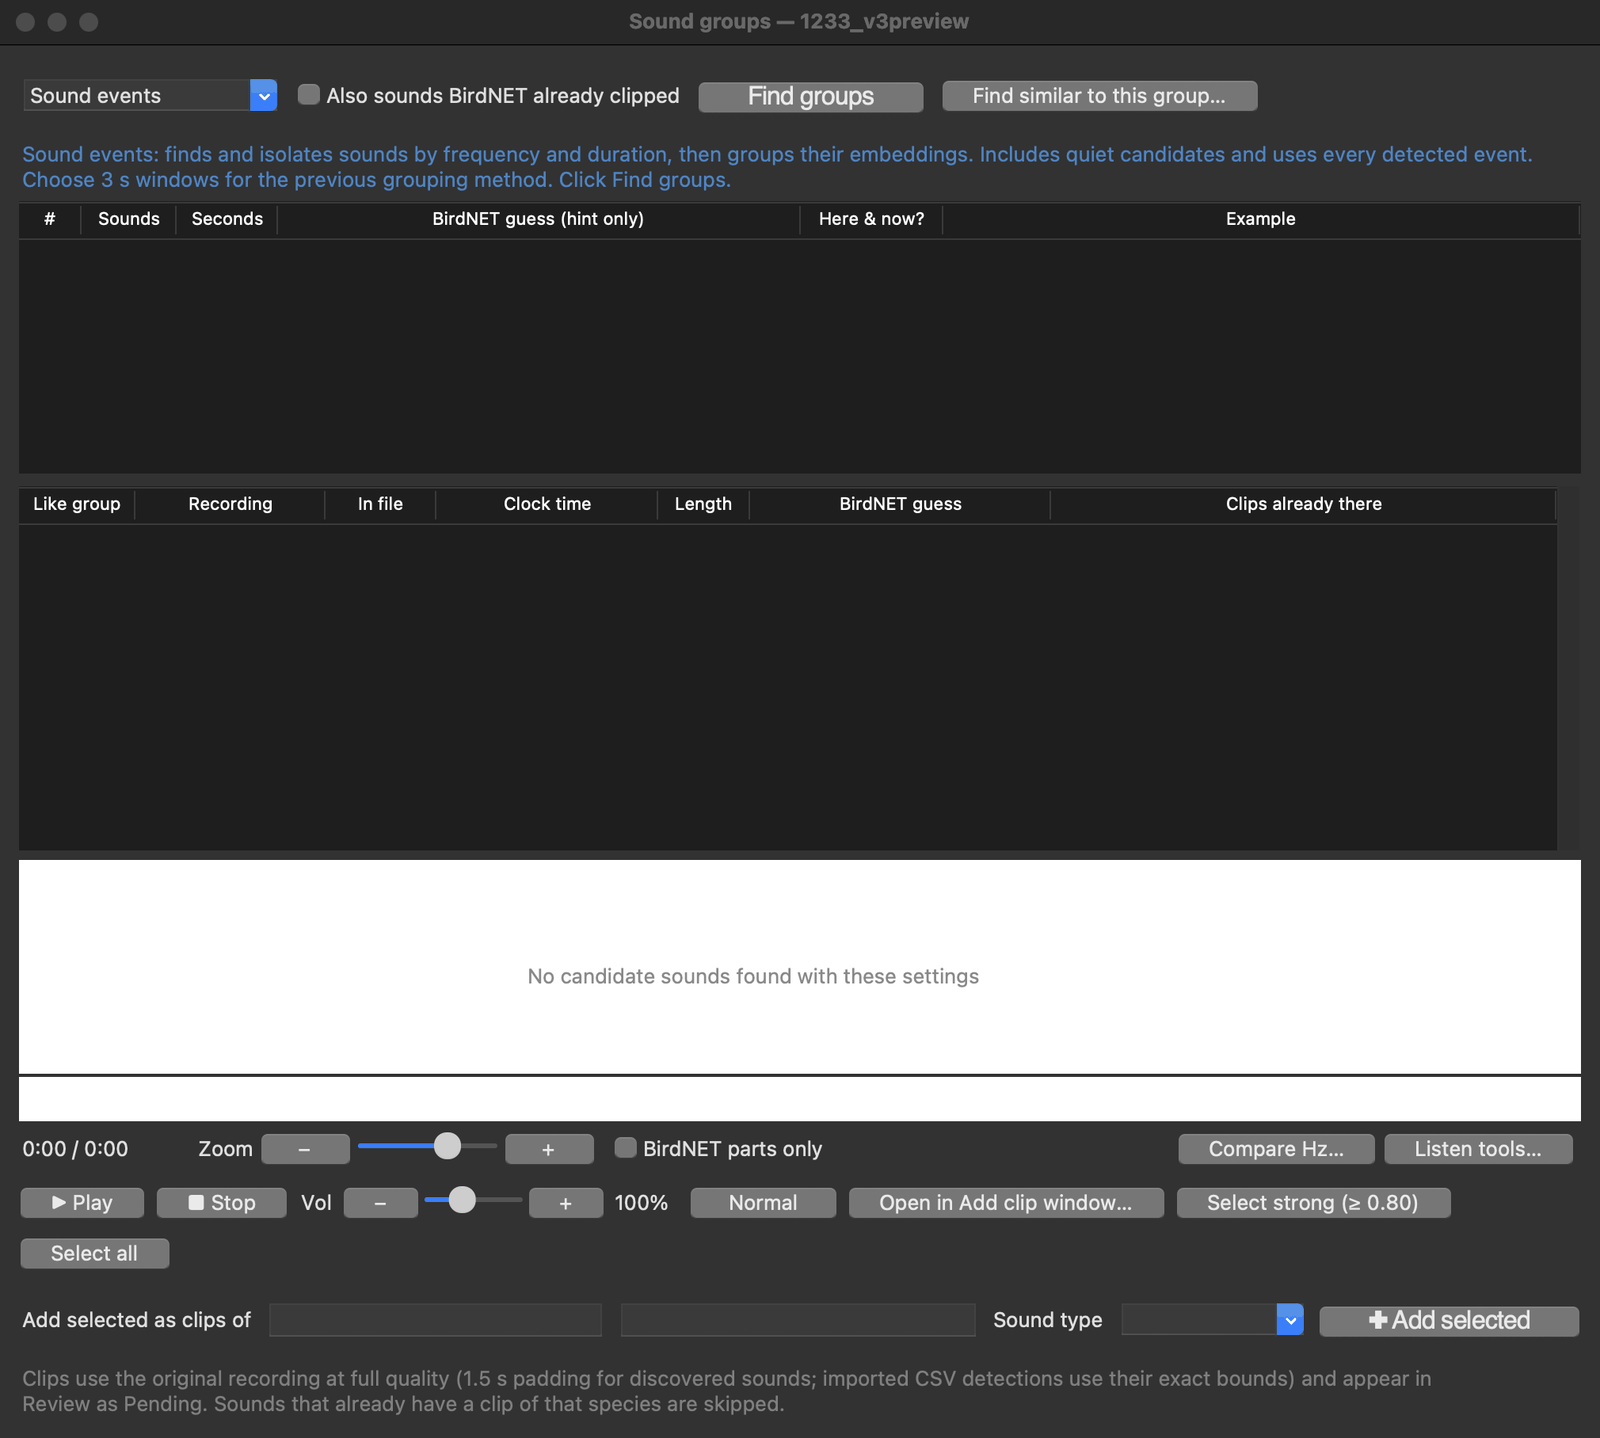 Sound groups — 1233_v3preview
Sound events
Also sounds BirdNET already clipped
Find groups
Find similar to this group...
Sound events: finds and isolates sounds by frequency and duration, then groups their embeddings. Includes quiet candidates and uses every detected event.
Choose 3 s windows for the previous grouping method. Click Find groups.
# Sounds Seconds BirdNET guess (hint only) Here & now? Example
Like group Recording In file Clock time Length BirdNET guess Clips already there
No candidate sounds found with these settings
0:00 / 0:00 Zoom – + BirdNET parts only Compare Hz... Listen tools...
Play Stop Vol – + 100% Normal Open in Add clip window... Select strong (≥ 0.80)
Select all
Add selected as clips of Sound type ✚ Add selected
Clips use the original recording at full quality (1.5 s padding for discovered sounds; imported CSV detections use their exact bounds) and appear in
Review as Pending. Sounds that already have a clip of that species are skipped.